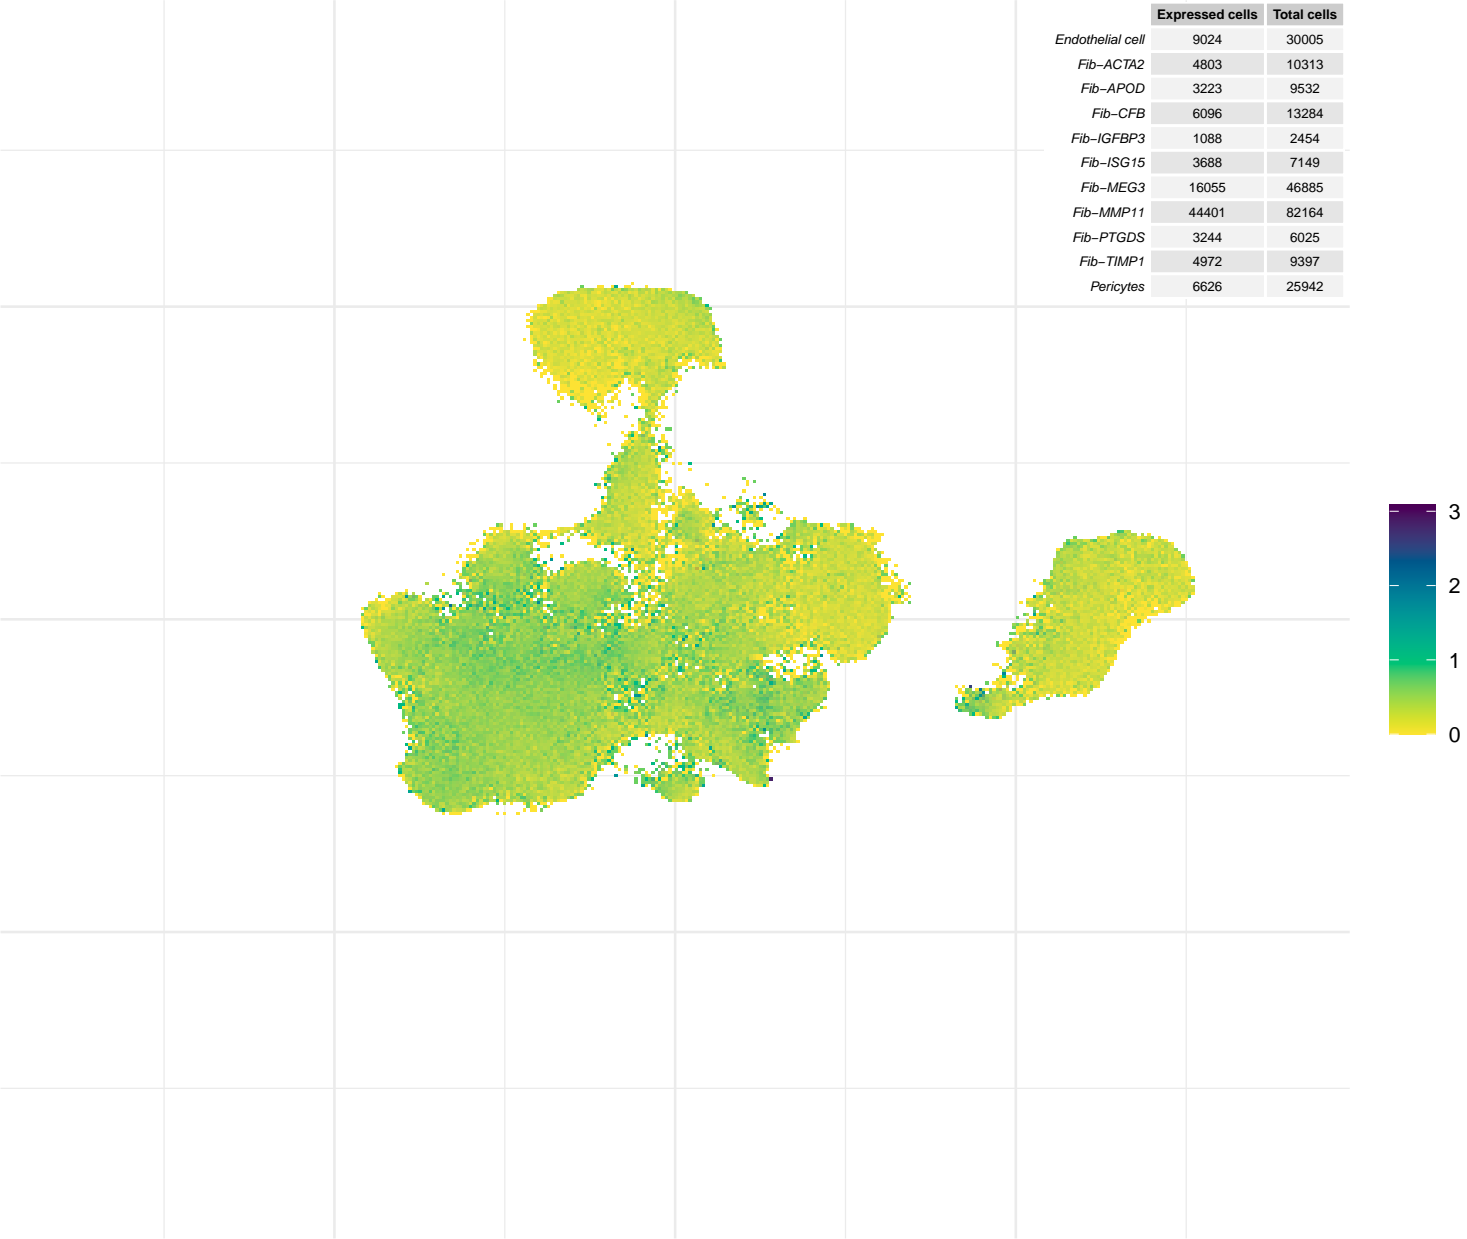 Expressed cells Total cells
Endothelial cell 9024 30005
Fib−ACTA2 4803 10313
Fib−APOD 3223 9532
Fib−CFB 6096 13284
Fib−IGFBP3 1088 2454
Fib−ISG15 3688 7149
Fib−MEG3 16055 46885
Fib−MMP11 44401 82164
Fib−PTGDS 3244 6025
Fib−TIMP1 4972 9397
Pericytes 6626 25942
3
2
1
0